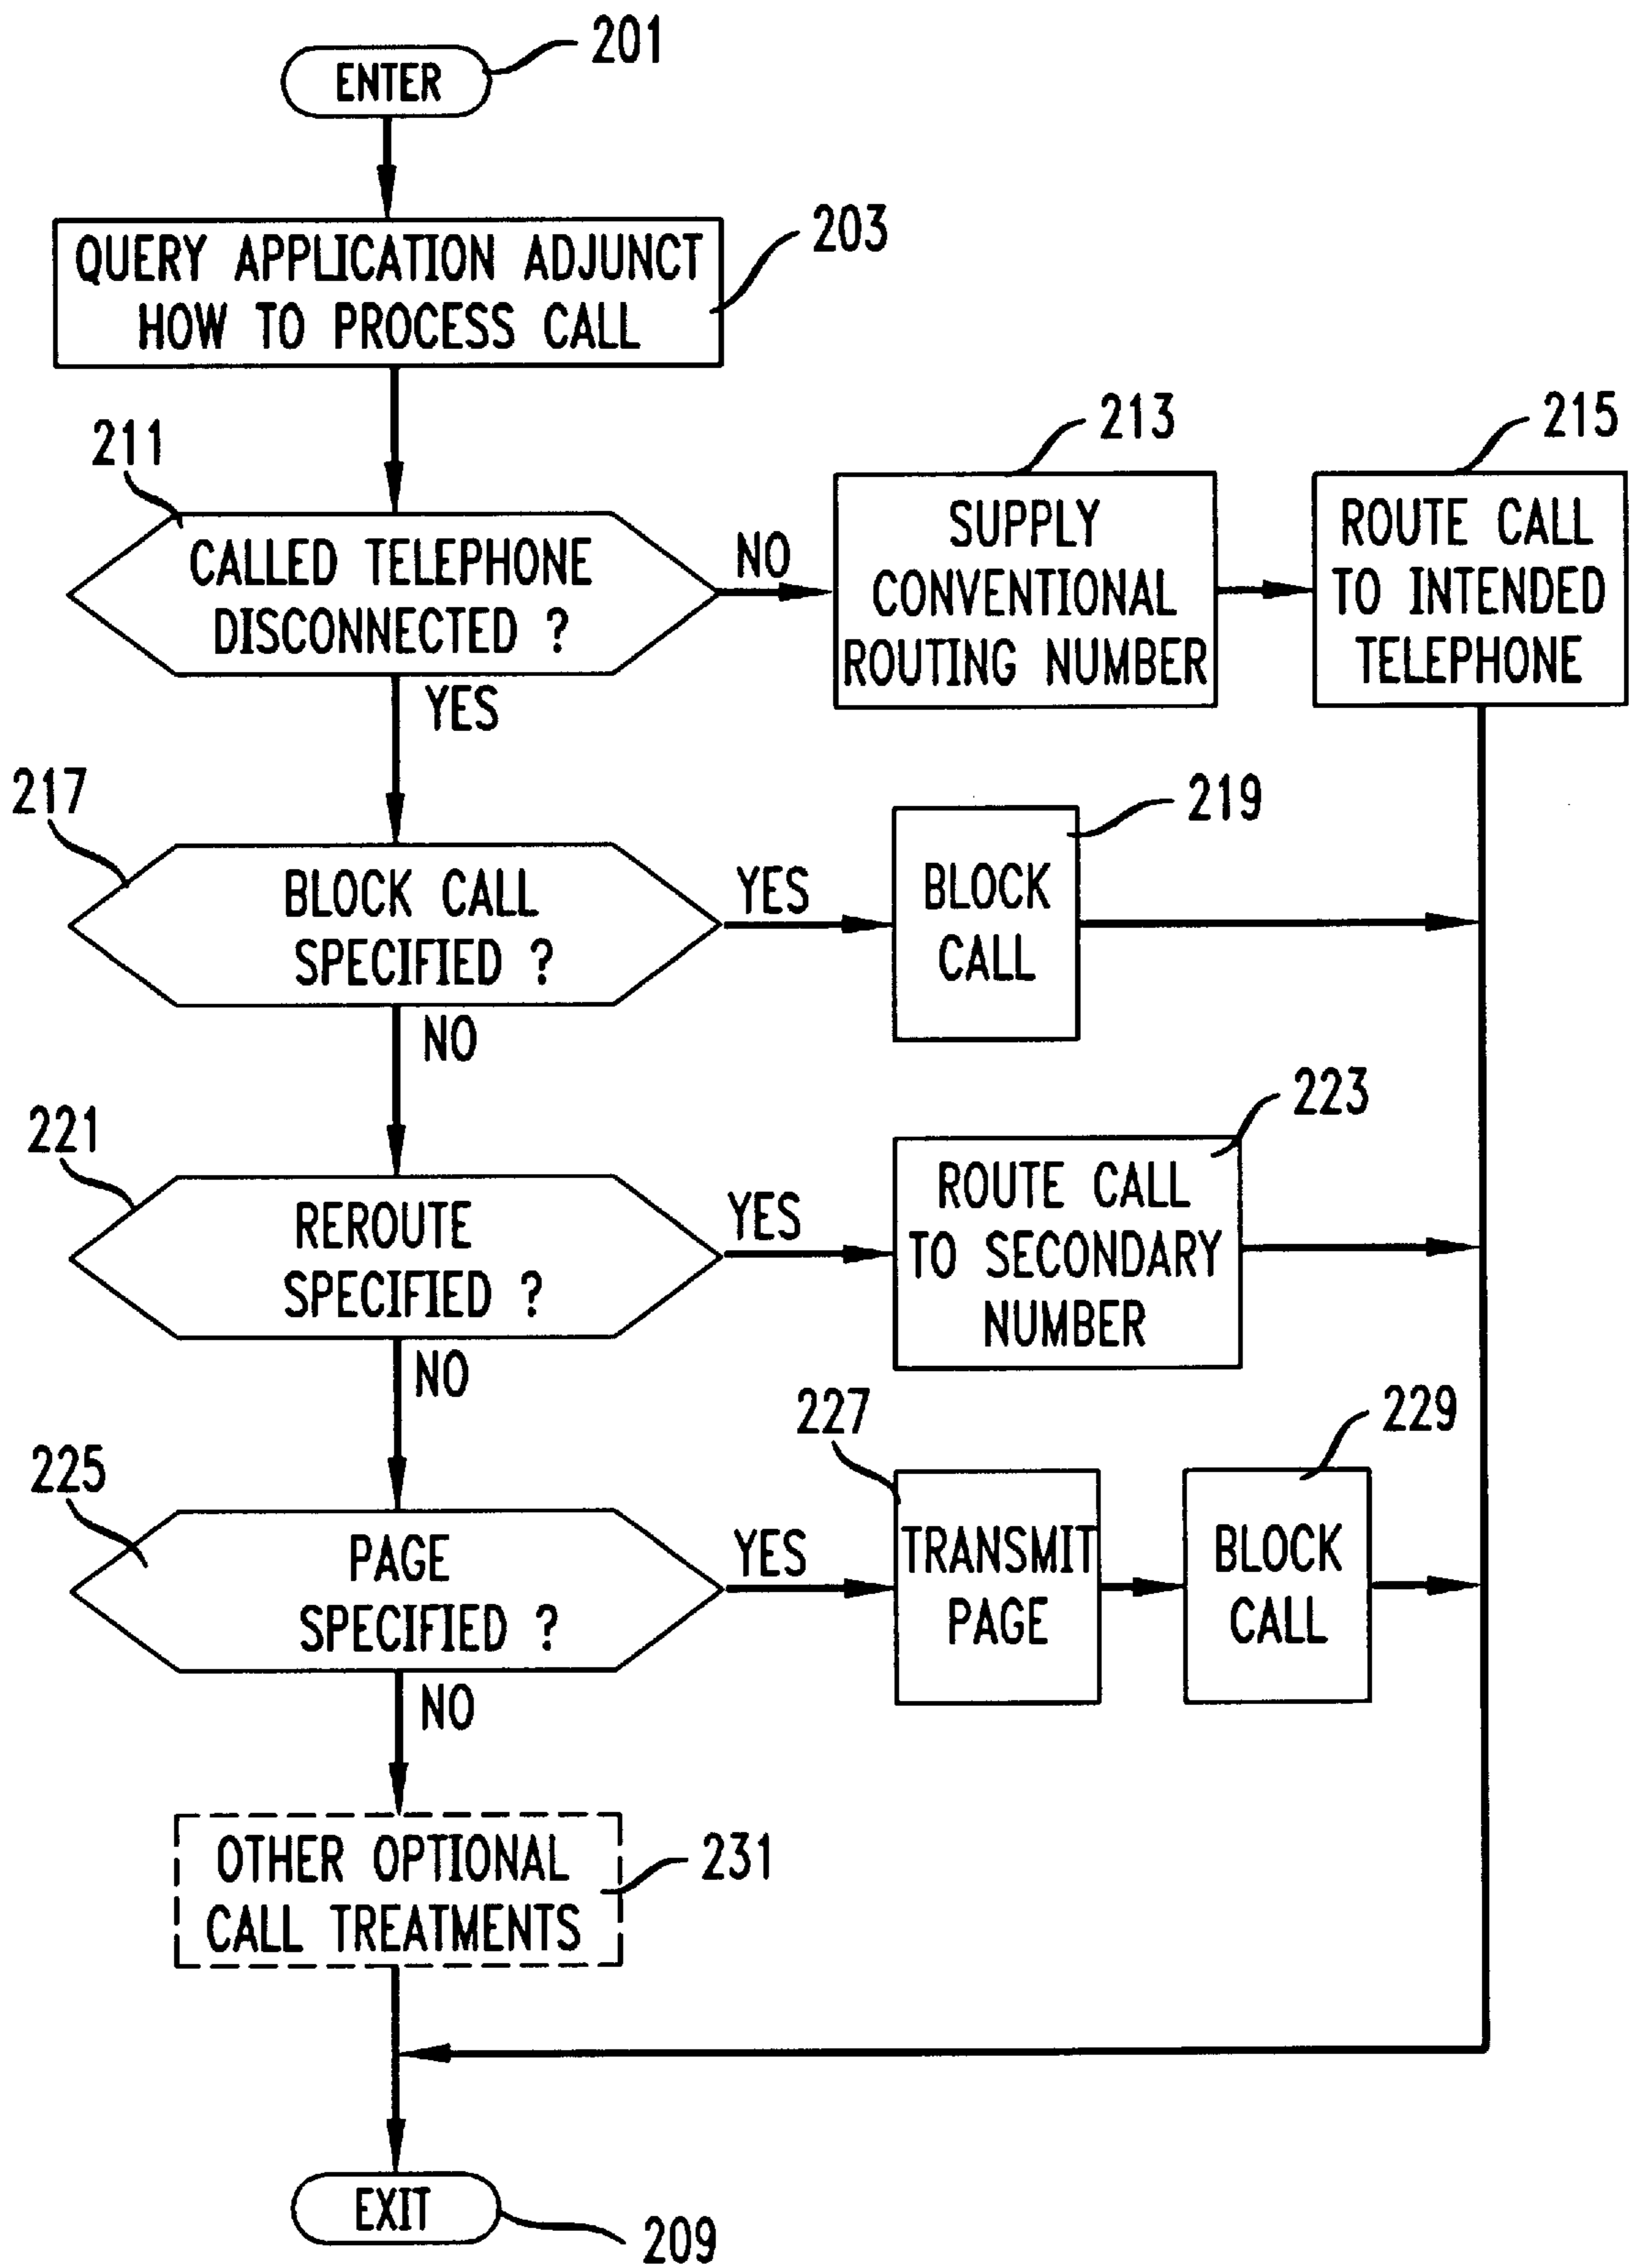 201
ENTER
203
QUERY APPLICATION ADJUNCT
HOW TO PROCESS CALL
211
CALLED TELEPHONE
DISCONNECTED ?
NO
213
SUPPLY
CONVENTIONAL
ROUTING NUMBER
215
ROUTE CALL
TO INTENDED
TELEPHONE
YES
217
BLOCK CALL
SPECIFIED ?
YES
219
BLOCK
CALL
NO
221
REROUTE
SPECIFIED ?
YES
223
ROUTE CALL
TO SECONDARY
NUMBER
NO
225
PAGE
SPECIFIED ?
YES
227
TRANSMIT
PAGE
229
BLOCK
CALL
NO
231
OTHER OPTIONAL
CALL TREATMENTS
EXIT
209